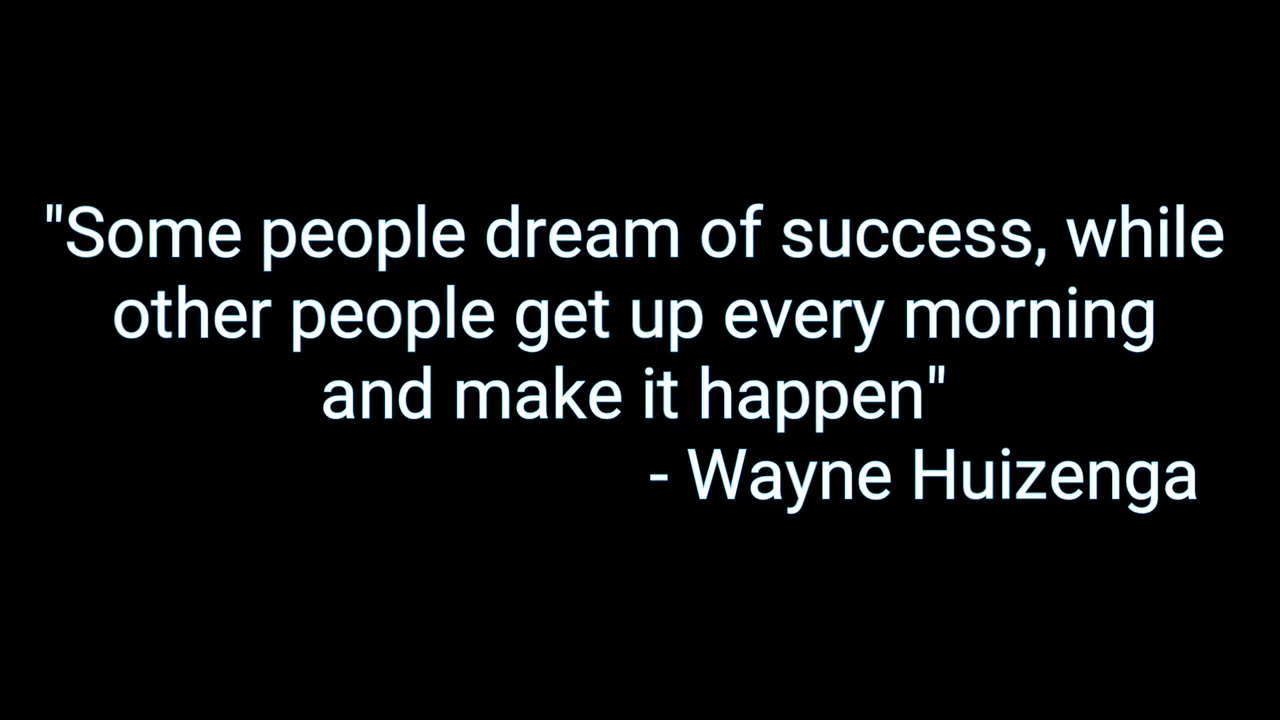 "Some people dream of success, while
other people get up every morning
and make it happen"
- Wayne Huizenga